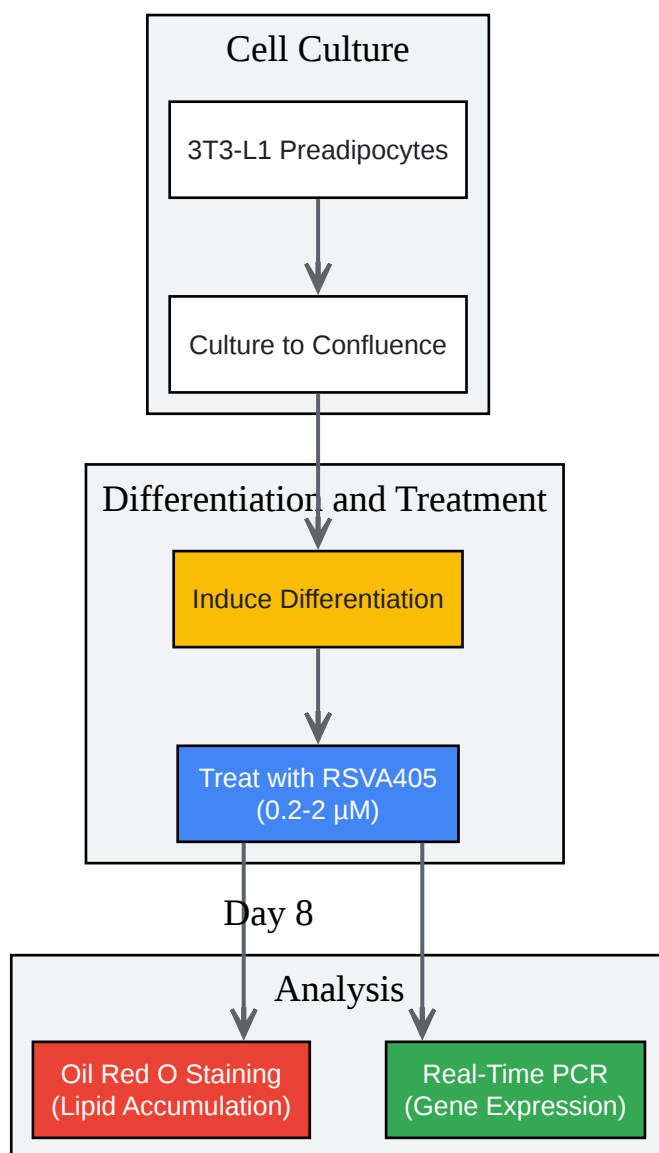 Cell Culture
3T3-L1 Preadipocytes
Culture to Confluence
Differentiation and Treatment
Induce Differentiation
Treat with RSVA405
(0.2-2 µM)
Day 8
Analysis
Oil Red O Staining
(Lipid Accumulation)
Real-Time PCR
(Gene Expression)